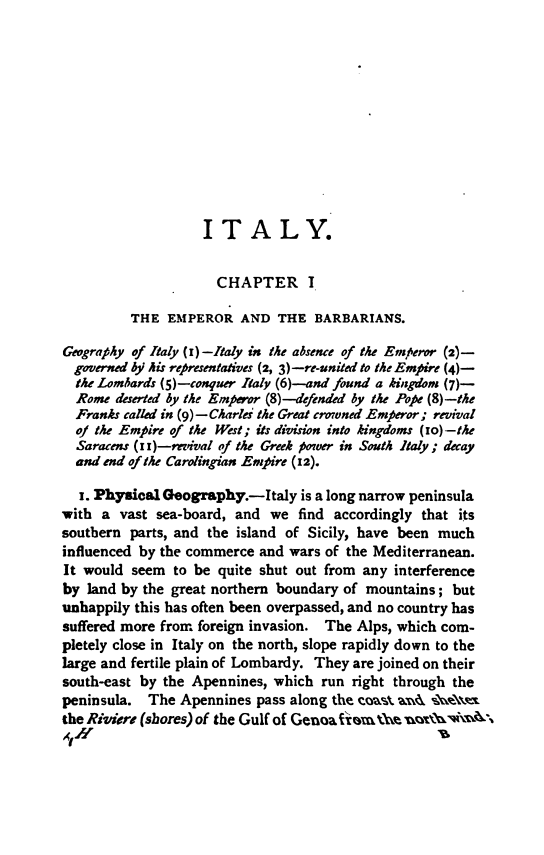 ITALY.
CHAPTER I
THE EMPEROR AND THE BARBARIANS.
Geography of Italy (1)—Italy in the absence of the Emperor (2)—
governed by his representatives (2, 3)—re-united to the Empire (4)—
the Lombards (5)—conquer Italy (6)—and found a kingdom (7)—
Rome deserted by the Emperor (8)—defended by the Pope (8)—the
Franks called in (9)—Charles the Great crowned Emperor; revival
of the Empire of the West; its division into kingdoms (10)—the
Saracens (11)—revival of the Greek power in South Italy; decay
and end of the Carolingian Empire (12).
1. Physical Geography.—Italy is a long narrow peninsula
with a vast sea-board, and we find accordingly that its
southern parts, and the island of Sicily, have been much
influenced by the commerce and wars of the Mediterranean.
It would seem to be quite shut out from any interference
by land by the great northern boundary of mountains; but
unhappily this has often been overpassed, and no country has
suffered more from foreign invasion. The Alps, which com-
pletely close in Italy on the north, slope rapidly down to the
large and fertile plain of Lombardy. They are joined on their
south-east by the Apennines, which run right through the
peninsula. The Apennines pass along the coast and shelter
the Riviere (shores) of the Gulf of Genoa from the north wind;
H B